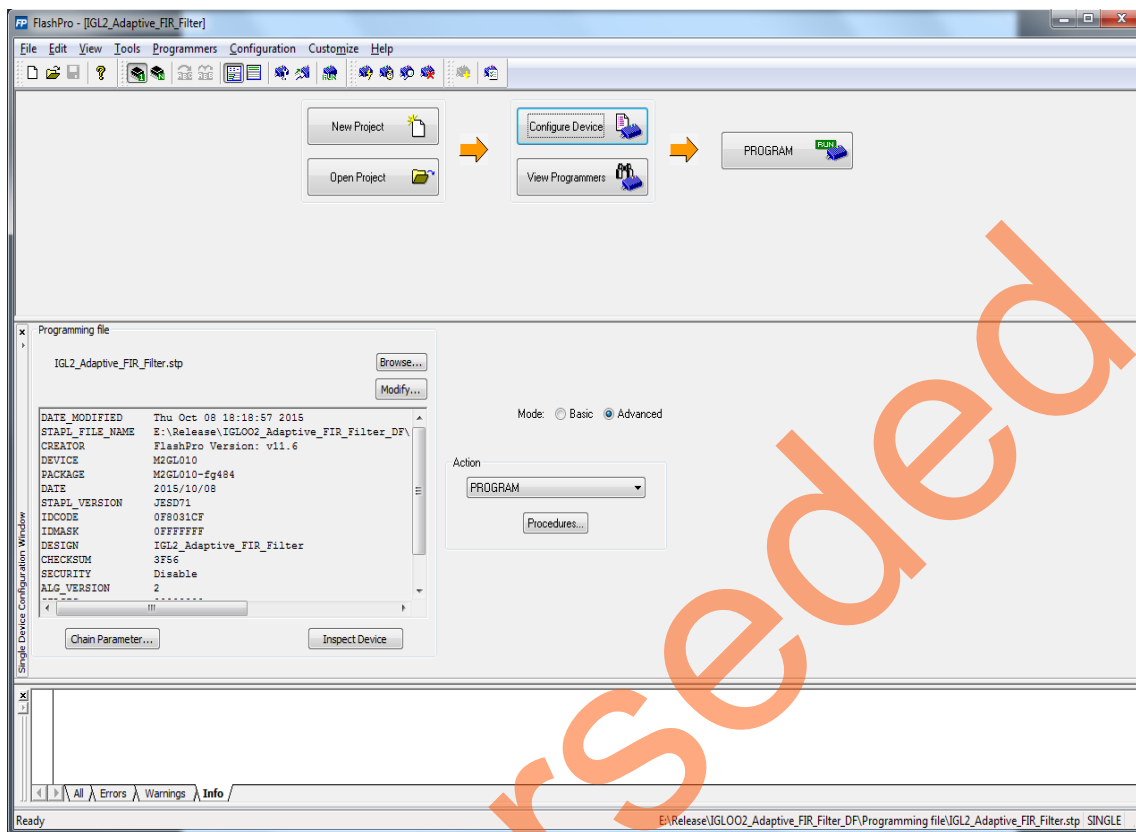 FP FlashPro - [IGL2_Adaptive_FIR_Filter]
File Edit View Tools Programmers Configuration Customize Help
New Project
Configure Device
PROGRAM
RUN
Open Project
View Programmers
Programming file
IGL2_Adaptive_FIR_Filter.stp
Browse...
Modify...
DATE_MODIFIED Thu Oct 08 18:18:57 2015
STAPL_FILE_NAME E:\Release\IGLOO2_Adaptive_FIR_Filter_DF\
CREATOR FlashPro Version: v11.6
DEVICE M2GL010
PACKAGE M2GL010-fg484
DATE 2015/10/08
STAPL_VERSION JESD71
IDCODE 0F8031CF
IDMASK 0FFFFFFF
DESIGN IGL2_Adaptive_FIR_Filter
CHECKSUM 3F56
SECURITY Disable
ALG_VERSION 2
Chain Parameter...
Inspect Device
Mode: Basic Advanced
Action
PROGRAM
Procedures...
Single Device Configuration Window
All Errors Warnings Info
Ready
E:\Release\IGLOO2_Adaptive_FIR_Filter_DF\Programming file\IGL2_Adaptive_FIR_Filter.stp SINGLE
rseded